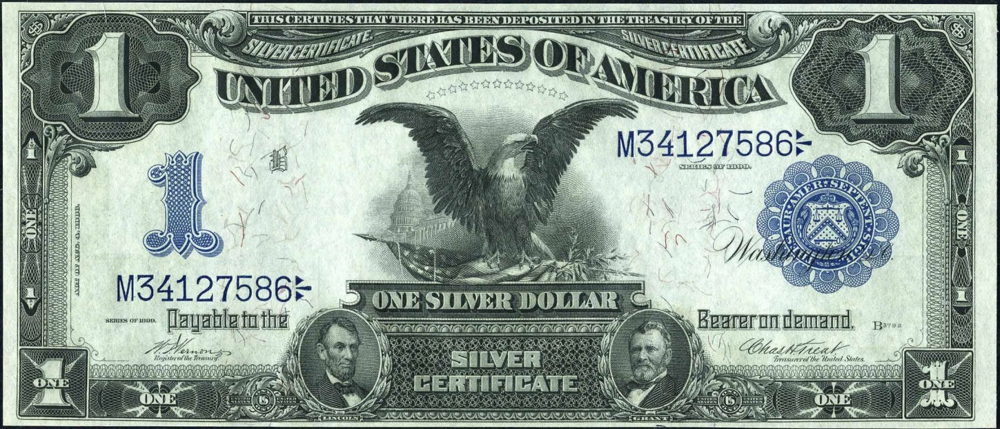 THIS CERTIFIES THAT THERE HAS BEEN DEPOSITED IN THE TREASURY OF THE
SILVER CERTIFICATE. SILVER CERTIFICATE.
1 UNITED STATES OF AMERICA 1
M34127586
SERIES OF 1899.
B
1
1
1
ONE
ONE
ACT OF AUG. 4, 1886.
THESAUR. AMER. SEPTENT. SIGIL.
Washington, D.C.
M34127586
1
1
ONE SILVER DOLLAR
SERIES OF 1899. Payable to the Bearer on demand. B3792
W. T. Vernon Chas H Treat
Register of the Treasury. Treasurer of the United States.
SILVER
CERTIFICATE
1 ONE
ONE
UNITED STATES US UNITED STATES
UNITED STATES US UNITED STATES
ONE
1 ONE
LINCOLN GRANT